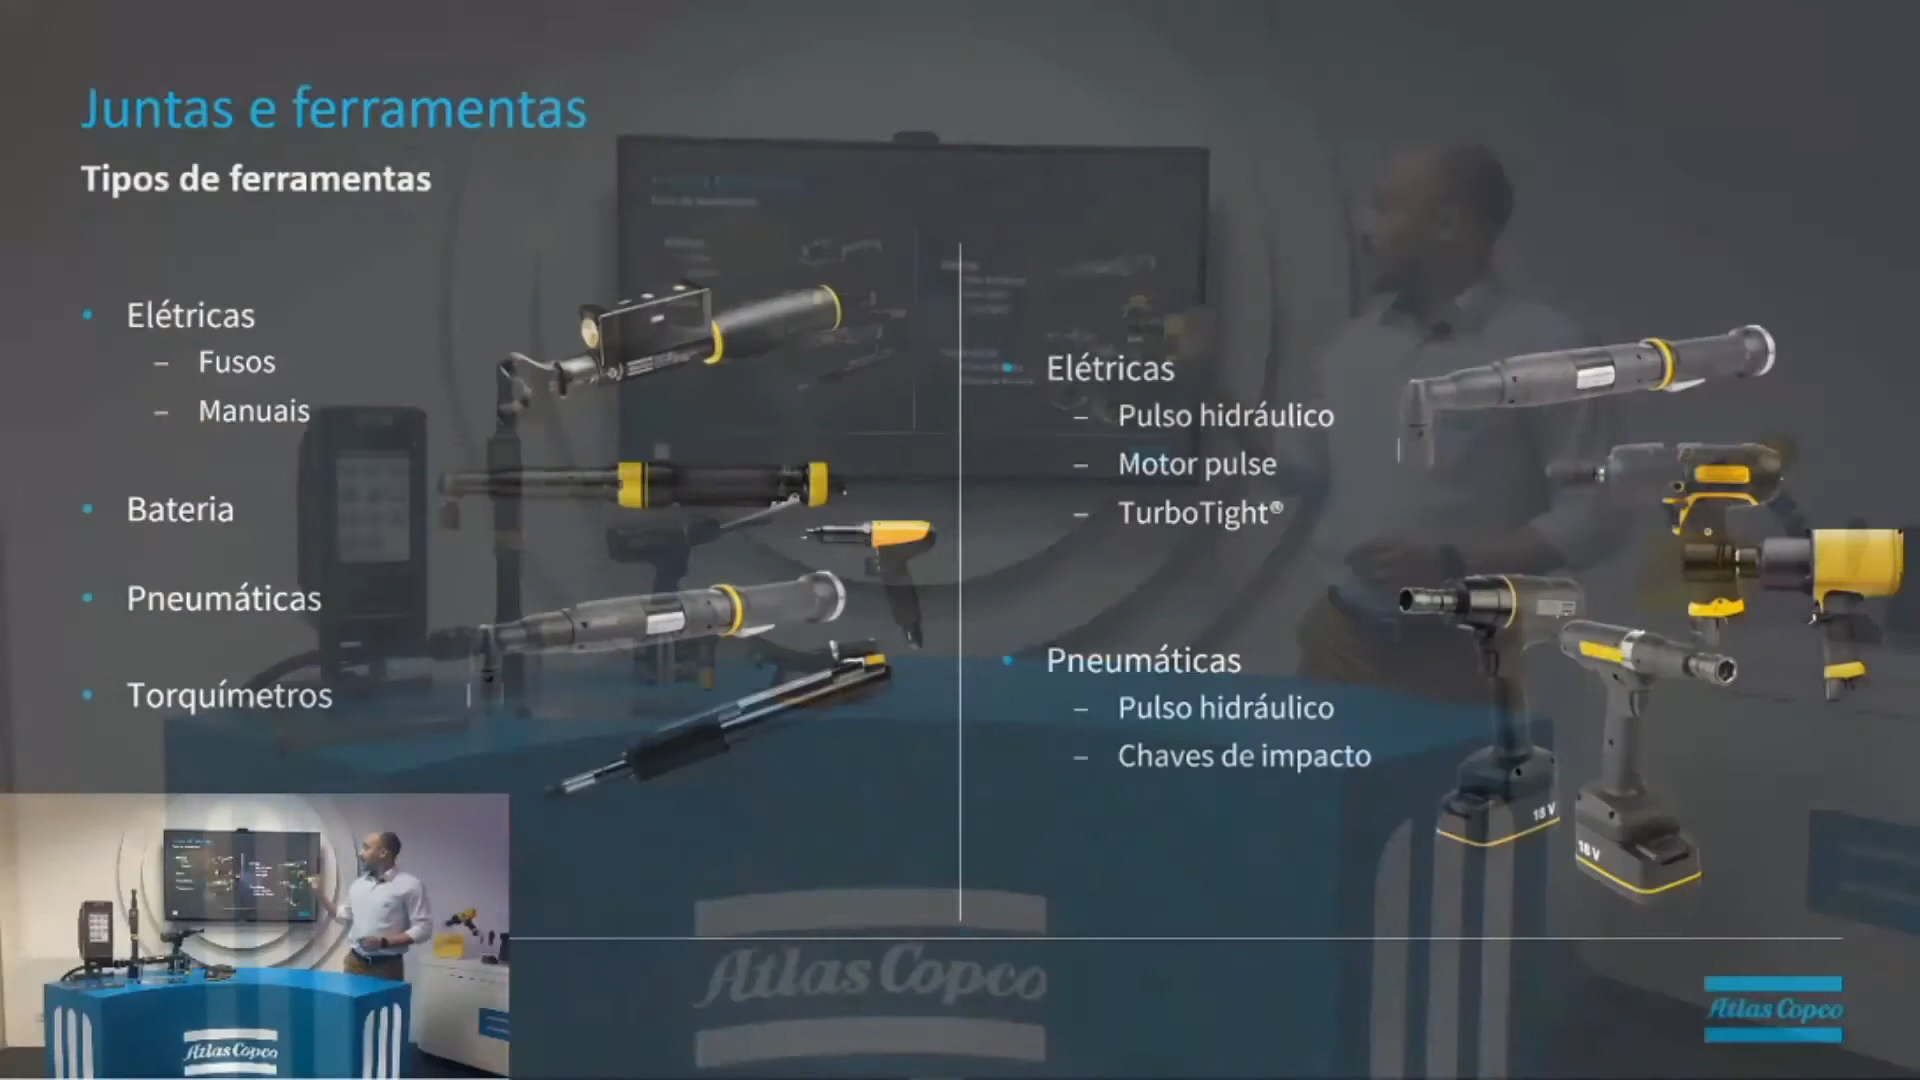 Juntas e ferramentas
Tipos de ferramentas
• Elétricas
– Fusos
– Manuais
• Bateria
• Pneumáticas
• Torquímetros
• Elétricas
– Pulso hidráulico
– Motor pulse
– TurboTight®
• Pneumáticas
– Pulso hidráulico
– Chaves de impacto
18 V
18 V
Atlas Copco
Atlas Copco
Atlas Copco